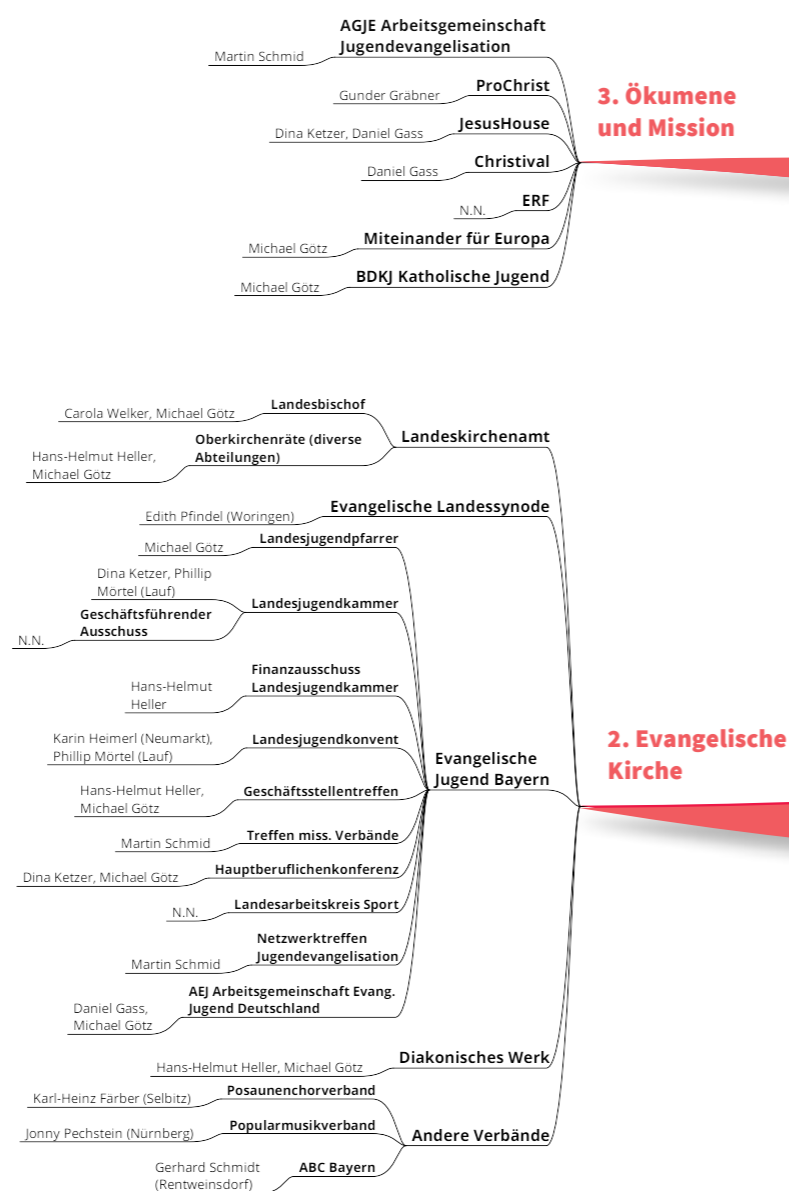 3. Ökumene
und Mission
AGJE Arbeitsgemeinschaft
Jugendevangelisation
Martin Schmid
ProChrist
Gunder Gräbner
JesusHouse
Dina Ketzer, Daniel Gass
Christival
Daniel Gass
ERF
N.N.
Miteinander für Europa
Michael Götz
BDKJ Katholische Jugend
Michael Götz
2. Evangelische
Kirche
Landeskirchenamt
Landesbischof
Carola Welker, Michael Götz
Oberkirchenräte (diverse
Abteilungen)
Hans-Helmut Heller,
Michael Götz
Evangelische Landessynode
Edith Pfindel (Woringen)
Evangelische
Jugend Bayern
Landesjugendpfarrer
Michael Götz
Landesjugendkammer
Dina Ketzer, Phillip
Mörtel (Lauf)
Geschäftsführender
Ausschuss
N.N.
Finanzausschuss
Landesjugendkammer
Hans-Helmut
Heller
Landesjugendkonvent
Karin Heimerl (Neumarkt),
Phillip Mörtel (Lauf)
Geschäftsstellentreffen
Hans-Helmut Heller,
Michael Götz
Treffen miss. Verbände
Martin Schmid
Hauptberuflichenkonferenz
Dina Ketzer, Michael Götz
Landesarbeitskreis Sport
N.N.
Netzwerktreffen
Jugendevangelisation
Martin Schmid
AEJ Arbeitsgemeinschaft Evang.
Jugend Deutschland
Daniel Gass,
Michael Götz
Diakonisches Werk
Hans-Helmut Heller, Michael Götz
Andere Verbände
Posaunenchorverband
Karl-Heinz Färber (Selbitz)
Popularmusikverband
Jonny Pechstein (Nürnberg)
ABC Bayern
Gerhard Schmidt
(Rentweinsdorf)